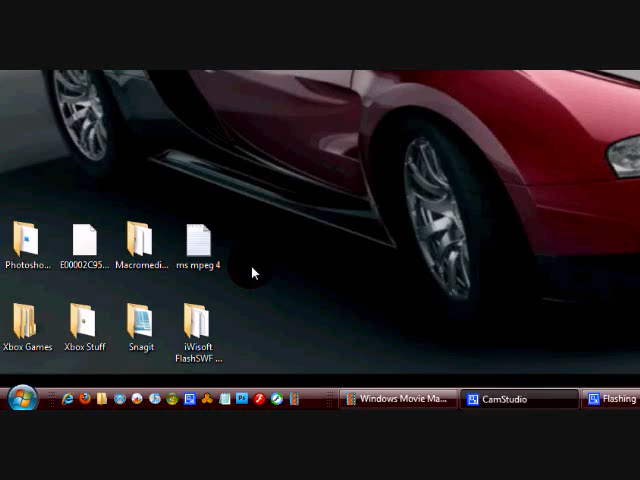 Photosho...
E00002C95...
Macromedi...
ms mpeg 4
Xbox Games
Xbox Stuff
Snagit
iWisoft
FlashSWF ...
Windows Movie Ma...
CamStudio
Flashing